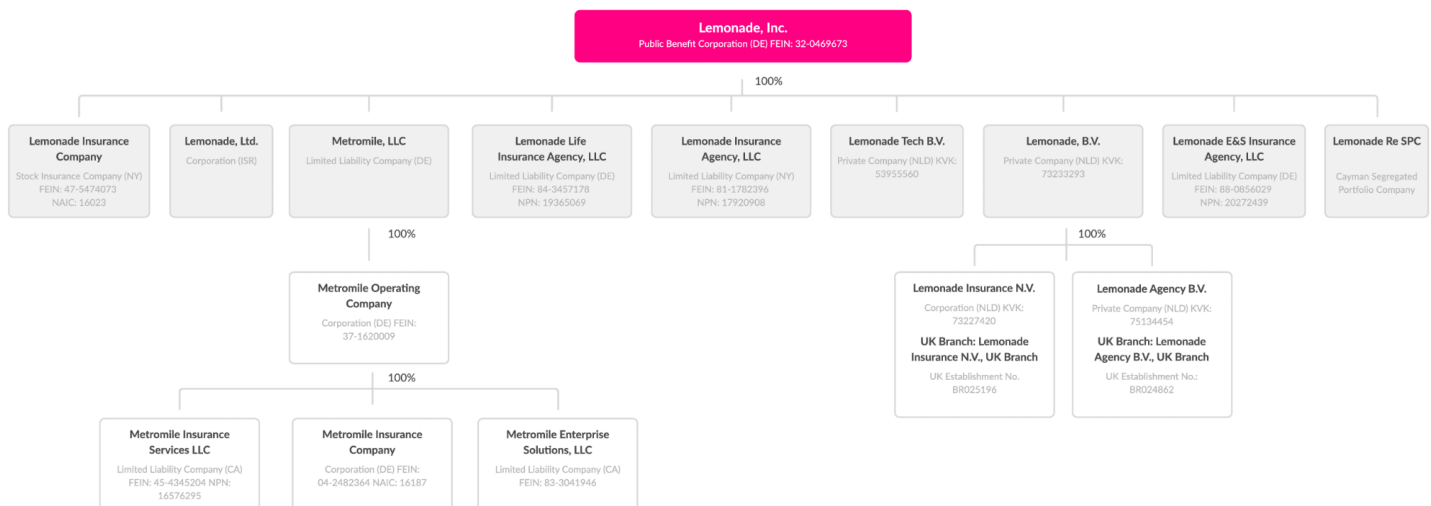 Lemonade, Inc.
Public Benefit Corporation (DE) FEIN: 32-0469673
100%
Lemonade Insurance
Company
Stock Insurance Company (NY)
FEIN: 47-5474073
NAIC: 16023
Lemonade, Ltd.
Corporation (ISR)
Metromile, LLC
Limited Liability Company (DE)
Lemonade Life
Insurance Agency, LLC
Limited Liability Company (DE)
FEIN: 84-3457178
NPN: 19365069
Lemonade Insurance
Agency, LLC
Limited Liability Company (NY)
FEIN: 81-1782396
NPN: 17920908
Lemonade Tech B.V.
Private Company (NLD) KVK:
53955560
Lemonade, B.V.
Private Company (NLD) KVK:
73233293
Lemonade E&S Insurance
Agency, LLC
Limited Liability Company (DE)
FEIN: 88-0856029
NPN: 20272439
Lemonade Re SPC
Cayman Segregated
Portfolio Company
100%
100%
Metromile Operating
Company
Corporation (DE) FEIN:
37-1620009
Lemonade Insurance N.V.
Corporation (NLD) KVK:
73227420
UK Branch: Lemonade
Insurance N.V., UK Branch
UK Establishment No.
BR025196
Lemonade Agency B.V.
Private Company (NLD) KVK:
75134454
UK Branch: Lemonade
Agency B.V., UK Branch
UK Establishment No.:
BR024862
100%
Metromile Insurance
Services LLC
Limited Liability Company (CA)
FEIN: 45-4345204 NPN:
16576295
Metromile Insurance
Company
Corporation (DE) FEIN:
04-2482364 NAIC: 16187
Metromile Enterprise
Solutions, LLC
Limited Liability Company (CA)
FEIN: 83-3041946